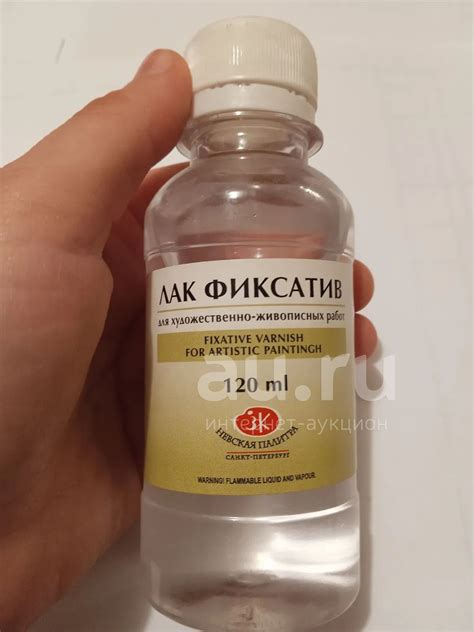 ЛАК ФИКСАТИВ
для художественно-живописных работ
FIXATIVE VARNISH
FOR ARTISTIC PAINTINGH
120 ml
au.ru
интернет-аукцион
ЗХК
НЕВСКАЯ ПАЛИТРА
САНКТ-ПЕТЕРБУРГ
WARNING! FLAMMABLE LIQUID AND VAPOUR.